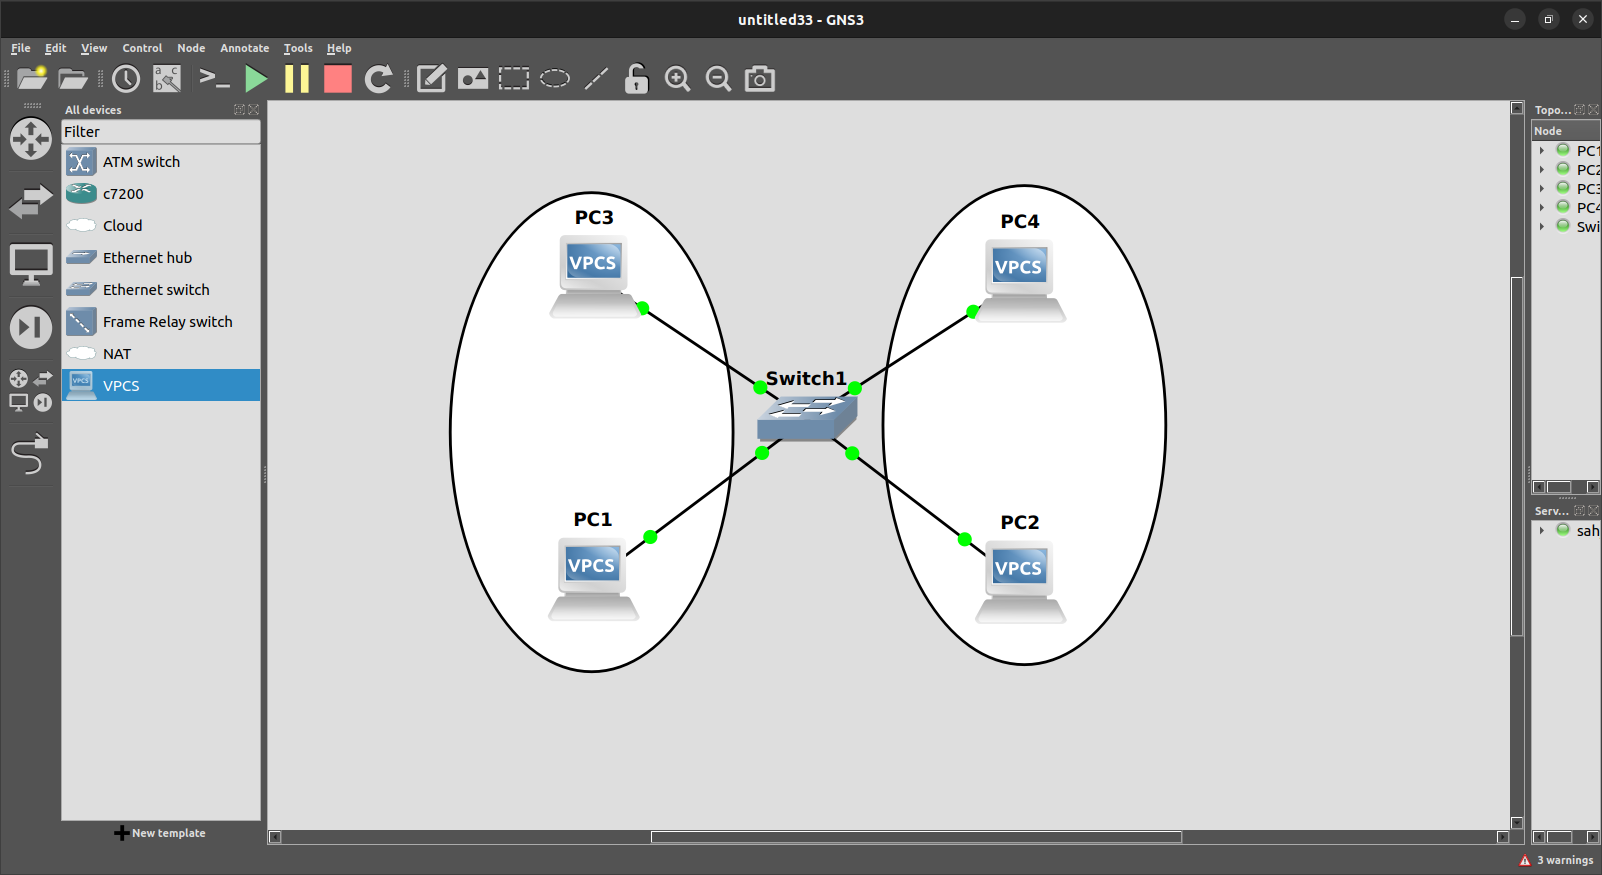 untitled33 - GNS3
File Edit View Control Node Annotate Tools Help
All devices
Filter
ATM switch
c7200
Cloud
Ethernet hub
Ethernet switch
Frame Relay switch
NAT
VPCS
New template
PC3
VPCS
PC4
VPCS
Switch1
PC1
VPCS
PC2
VPCS
Topo...
Node
PC1
PC2
PC3
PC4
Swi
Serv...
sah
3 warnings